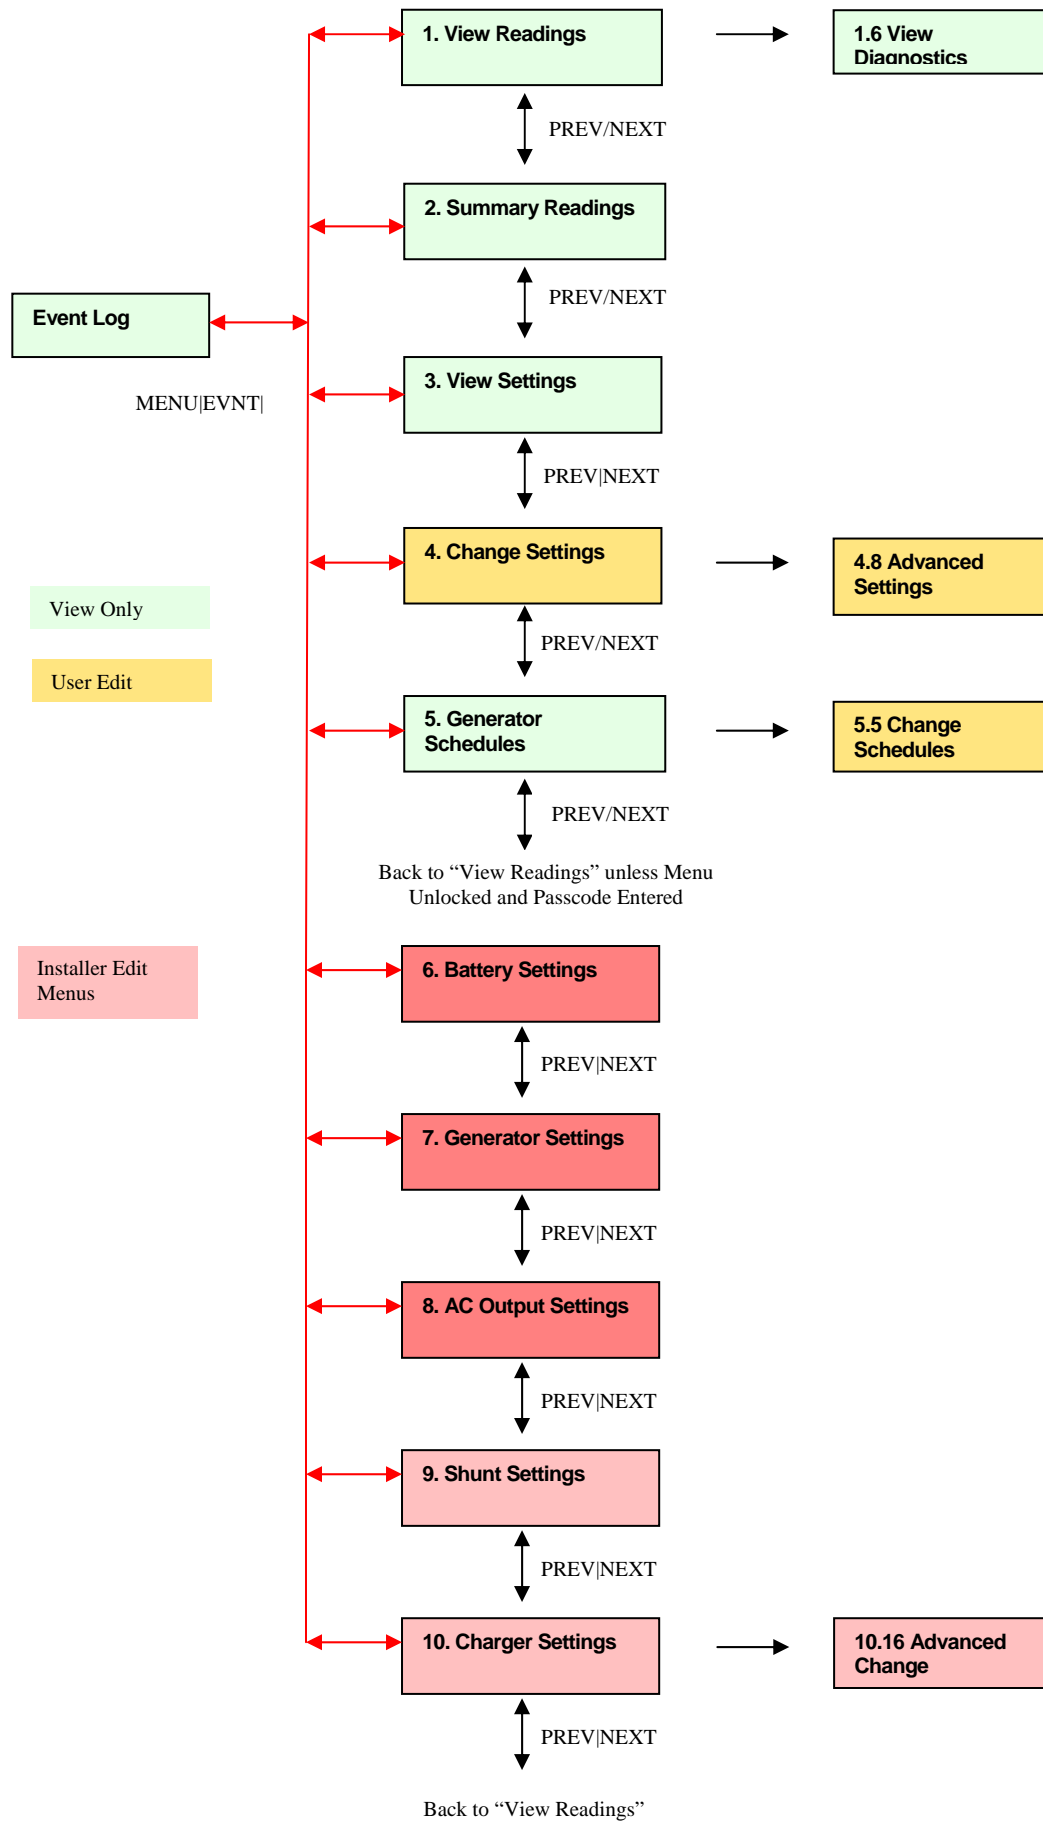 1. View Readings
1.6 View
Diagnostics
PREV/NEXT
2. Summary Readings
PREV/NEXT
Event Log
MENU|EVNT|
3. View Settings
PREV|NEXT
4. Change Settings
4.8 Advanced
Settings
View Only
PREV/NEXT
User Edit
5. Generator
Schedules
5.5 Change
Schedules
PREV/NEXT
Back to “View Readings” unless Menu
Unlocked and Passcode Entered
Installer Edit
Menus
6. Battery Settings
PREV|NEXT
7. Generator Settings
PREV|NEXT
8. AC Output Settings
PREV|NEXT
9. Shunt Settings
PREV|NEXT
10. Charger Settings
10.16 Advanced
Change
PREV|NEXT
Back to “View Readings”